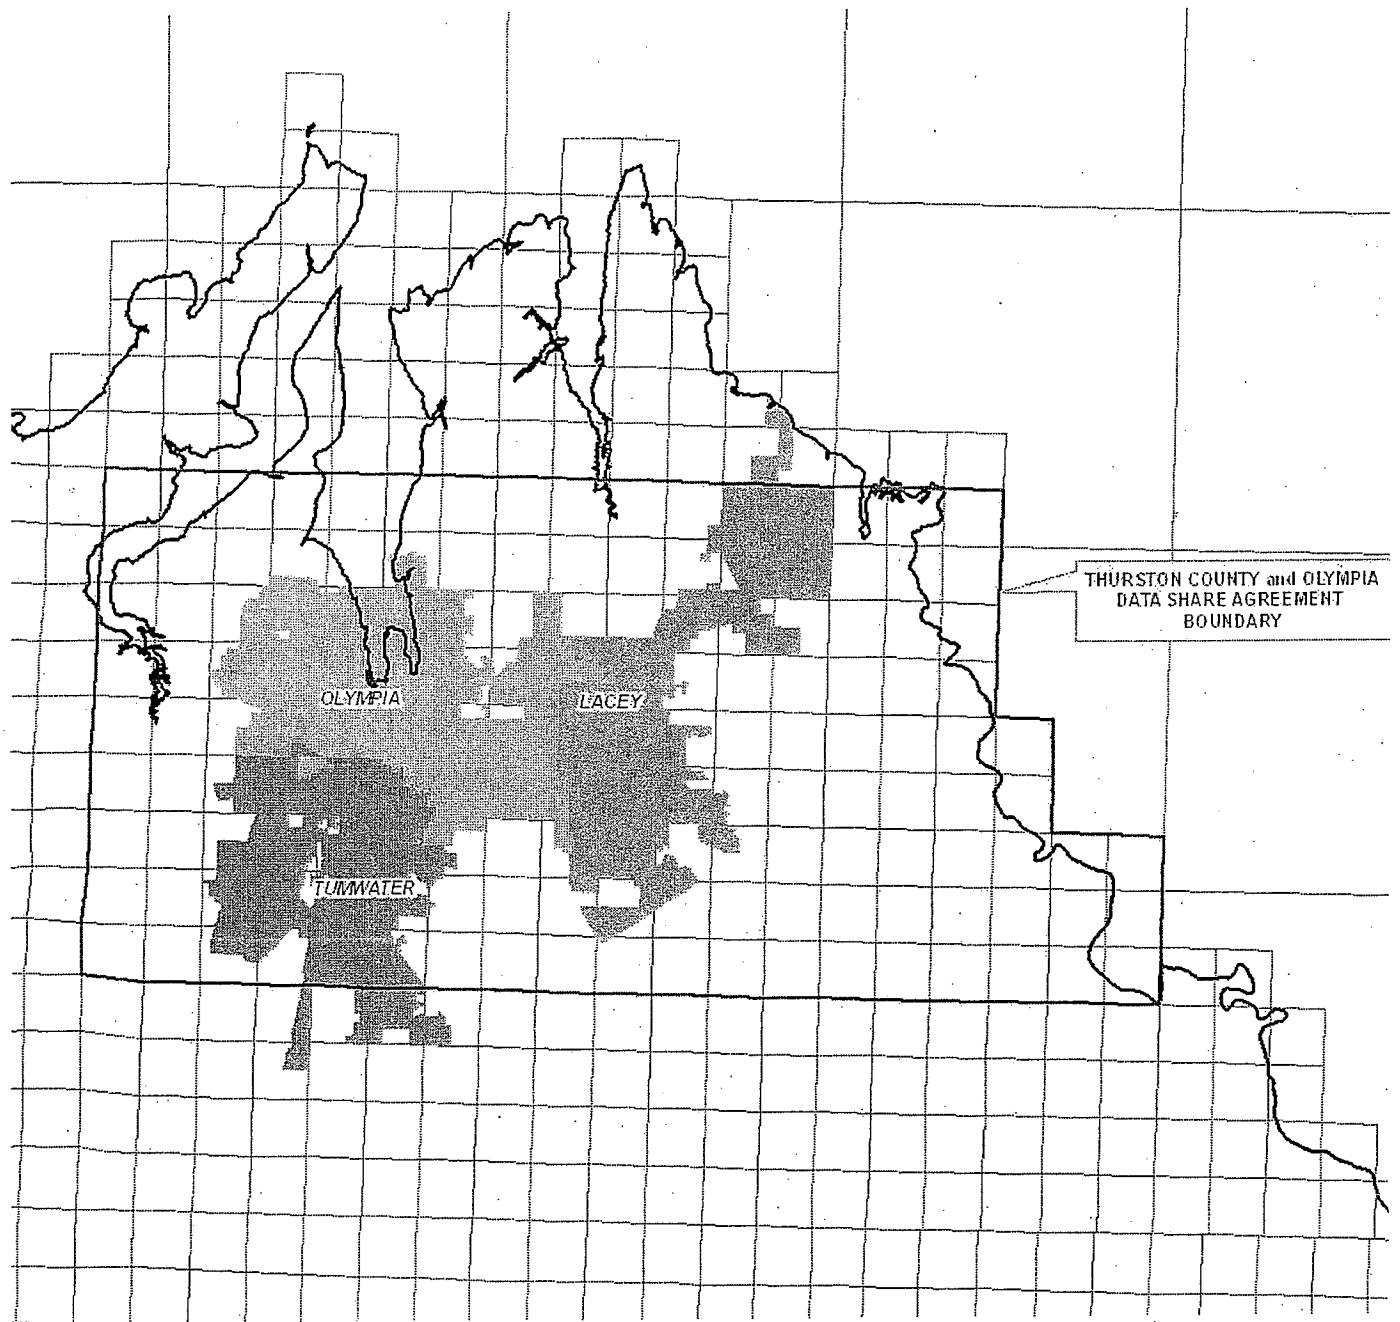 THURSTON COUNTY and OLYMPIA
DATA SHARE AGREEMENT
BOUNDARY
OLYMPIA
LACEY
TUMWATER